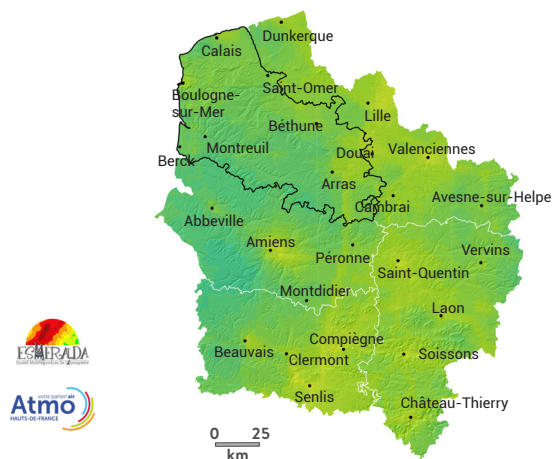 Dunkerque
Calais
Saint-Omer
Boulogne-
sur-Mer
Lille
Béthune
Montreuil
Douai
Valenciennes
Berck
Arras
Cambrai
Avesne-sur-Helpe
Abbeville
Amiens
Péronne
Vervins
Saint-Quentin
Montdidier
Laon
Compiègne
Beauvais
Clermont
Soissons
Senlis
Château-Thierry
ESMERALDA
votre parten'air
Atmo
HAUTS-DE-FRANCE
0 25
km